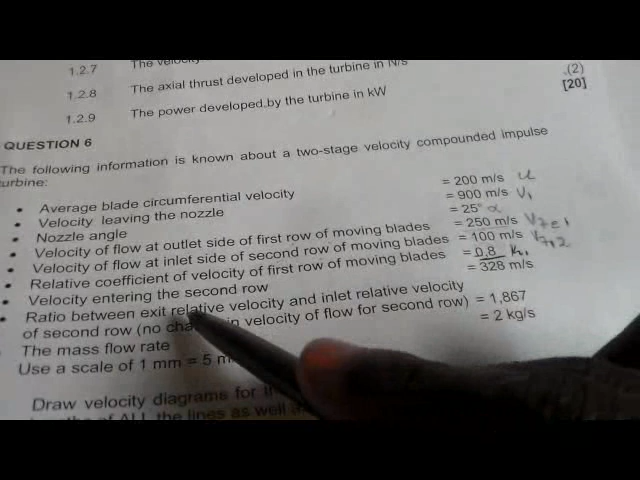 1.2.7 The velocity
1.2.8 The axial thrust developed in the turbine in N/s
1.2.9 The power developed by the turbine in kW
(2)
[20]
QUESTION 6
The following information is known about a two-stage velocity compounded impulse
turbine:
• Average blade circumferential velocity = 200 m/s u
• Velocity leaving the nozzle = 900 m/s V1
• Nozzle angle = 25° α
• Velocity of flow at outlet side of first row of moving blades = 250 m/s
• Velocity of flow at inlet side of second row of moving blades = 100 m/s
• Relative coefficient of velocity of first row of moving blades = 0.8 k1
• Velocity entering the second row = 328 m/s
• Ratio between exit relative velocity and inlet relative velocity
of second row (no in velocity of flow for second row) = 1,867
The mass flow rate = 2 kg/s
Use a scale of 1 mm = 5 m
Draw velocity diagrams for
of ALL the lines as well